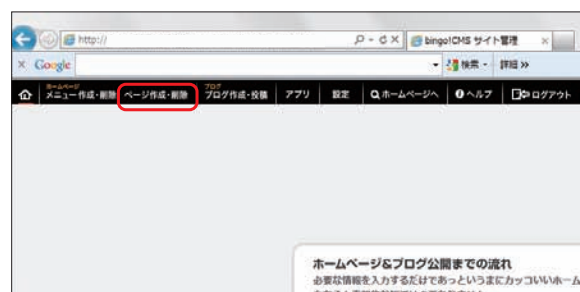 http://
bingo!CMS サイト管理
× Google 検索 詳細 »
ホームページ
メニュー作成・削除 ページ作成・削除
ブログ
ブログ作成・投稿 アプリ 設定 ホームページへ ヘルプ ログアウト
ホームページ&ブログ公開までの流れ
必要な情報を入力するだけであっというまにカッコいいホーム